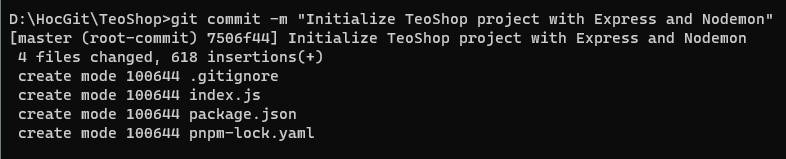 D:\HocGit\TeoShop>git commit -m "Initialize TeoShop project with Express and Nodemon"
[master (root-commit) 7506f44] Initialize TeoShop project with Express and Nodemon
 4 files changed, 618 insertions(+)
 create mode 100644 .gitignore
 create mode 100644 index.js
 create mode 100644 package.json
 create mode 100644 pnpm-lock.yaml